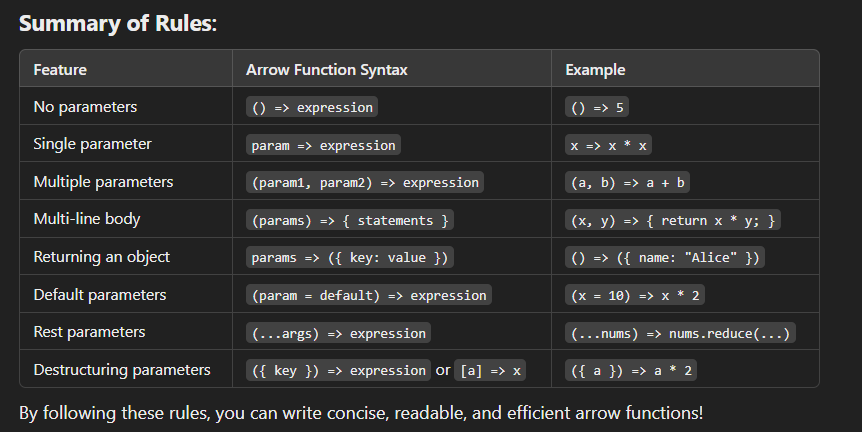 Summary of Rules:
Feature Arrow Function Syntax Example
No parameters () => expression () => 5
Single parameter param => expression x => x * x
Multiple parameters (param1, param2) => expression (a, b) => a + b
Multi-line body (params) => { statements } (x, y) => { return x * y; }
Returning an object params => ({ key: value }) () => ({ name: "Alice" })
Default parameters (param = default) => expression (x = 10) => x * 2
Rest parameters (...args) => expression (...nums) => nums.reduce(...)
Destructuring parameters ({ key }) => expression or [a] => x ({ a }) => a * 2
By following these rules, you can write concise, readable, and efficient arrow functions!